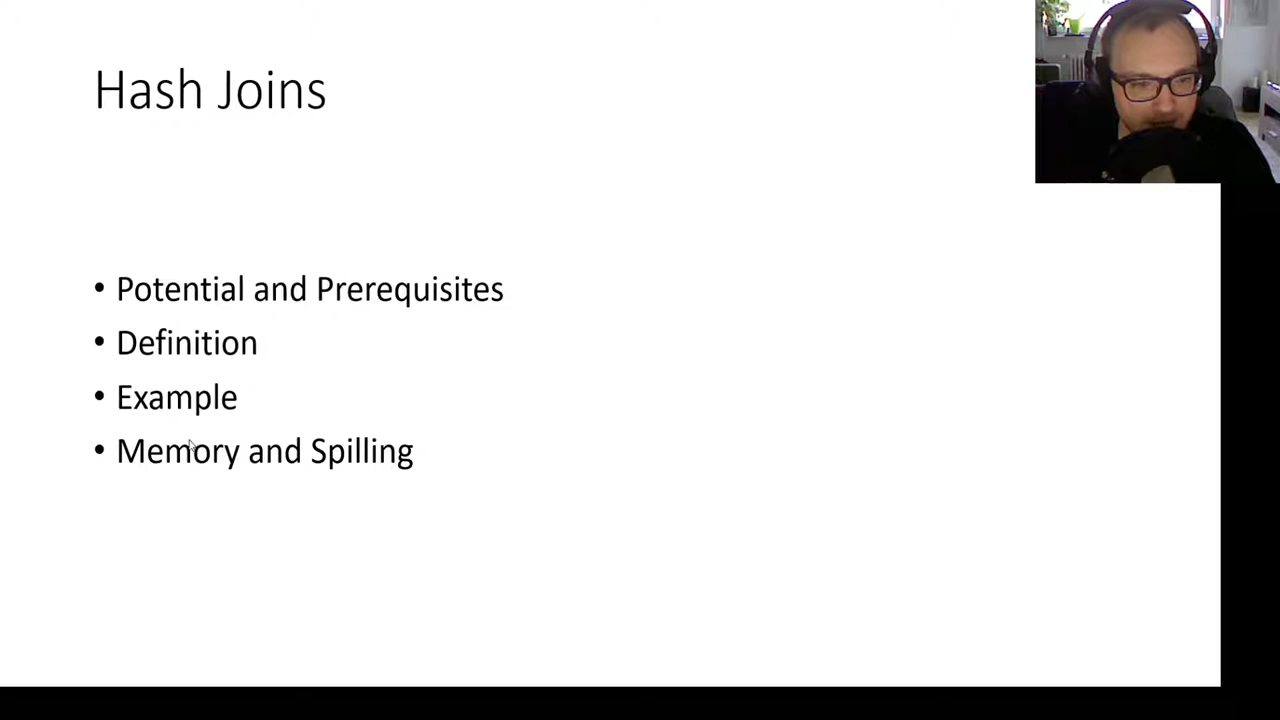 Hash Joins
• Potential and Prerequisites
• Definition
• Example
• Memory and Spilling